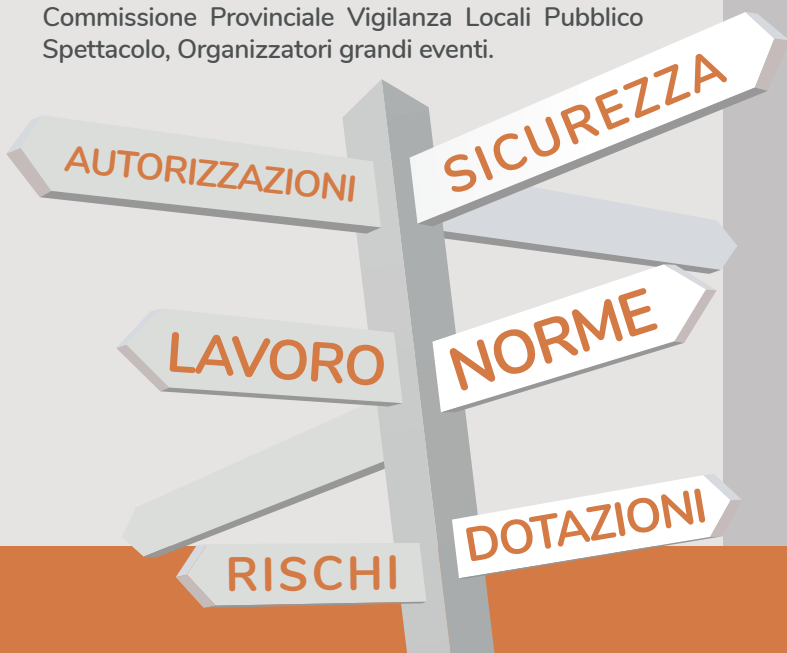 Commissione Provinciale Vigilanza Locali Pubblico
Spettacolo, Organizzatori grandi eventi.
SICUREZZA
AUTORIZZAZIONI
NORME
LAVORO
DOTAZIONI
RISCHI